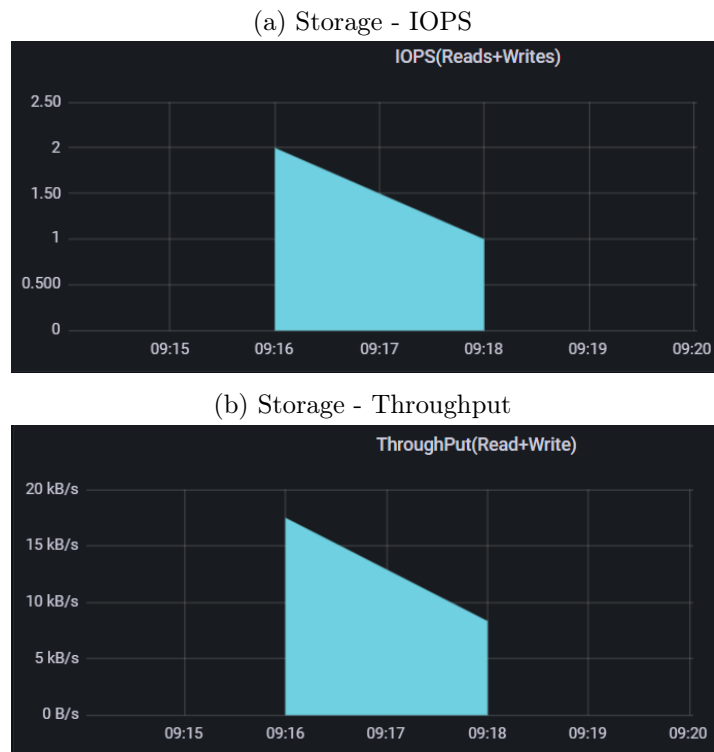 (a) Storage - IOPS
IOPS(Reads+Writes)
2.50
2
1.50
1
0.500
0
09:15 09:16 09:17 09:18 09:19 09:20
(b) Storage - Throughput
ThroughPut(Read+Write)
20 kB/s
15 kB/s
10 kB/s
5 kB/s
0 B/s
09:15 09:16 09:17 09:18 09:19 09:20